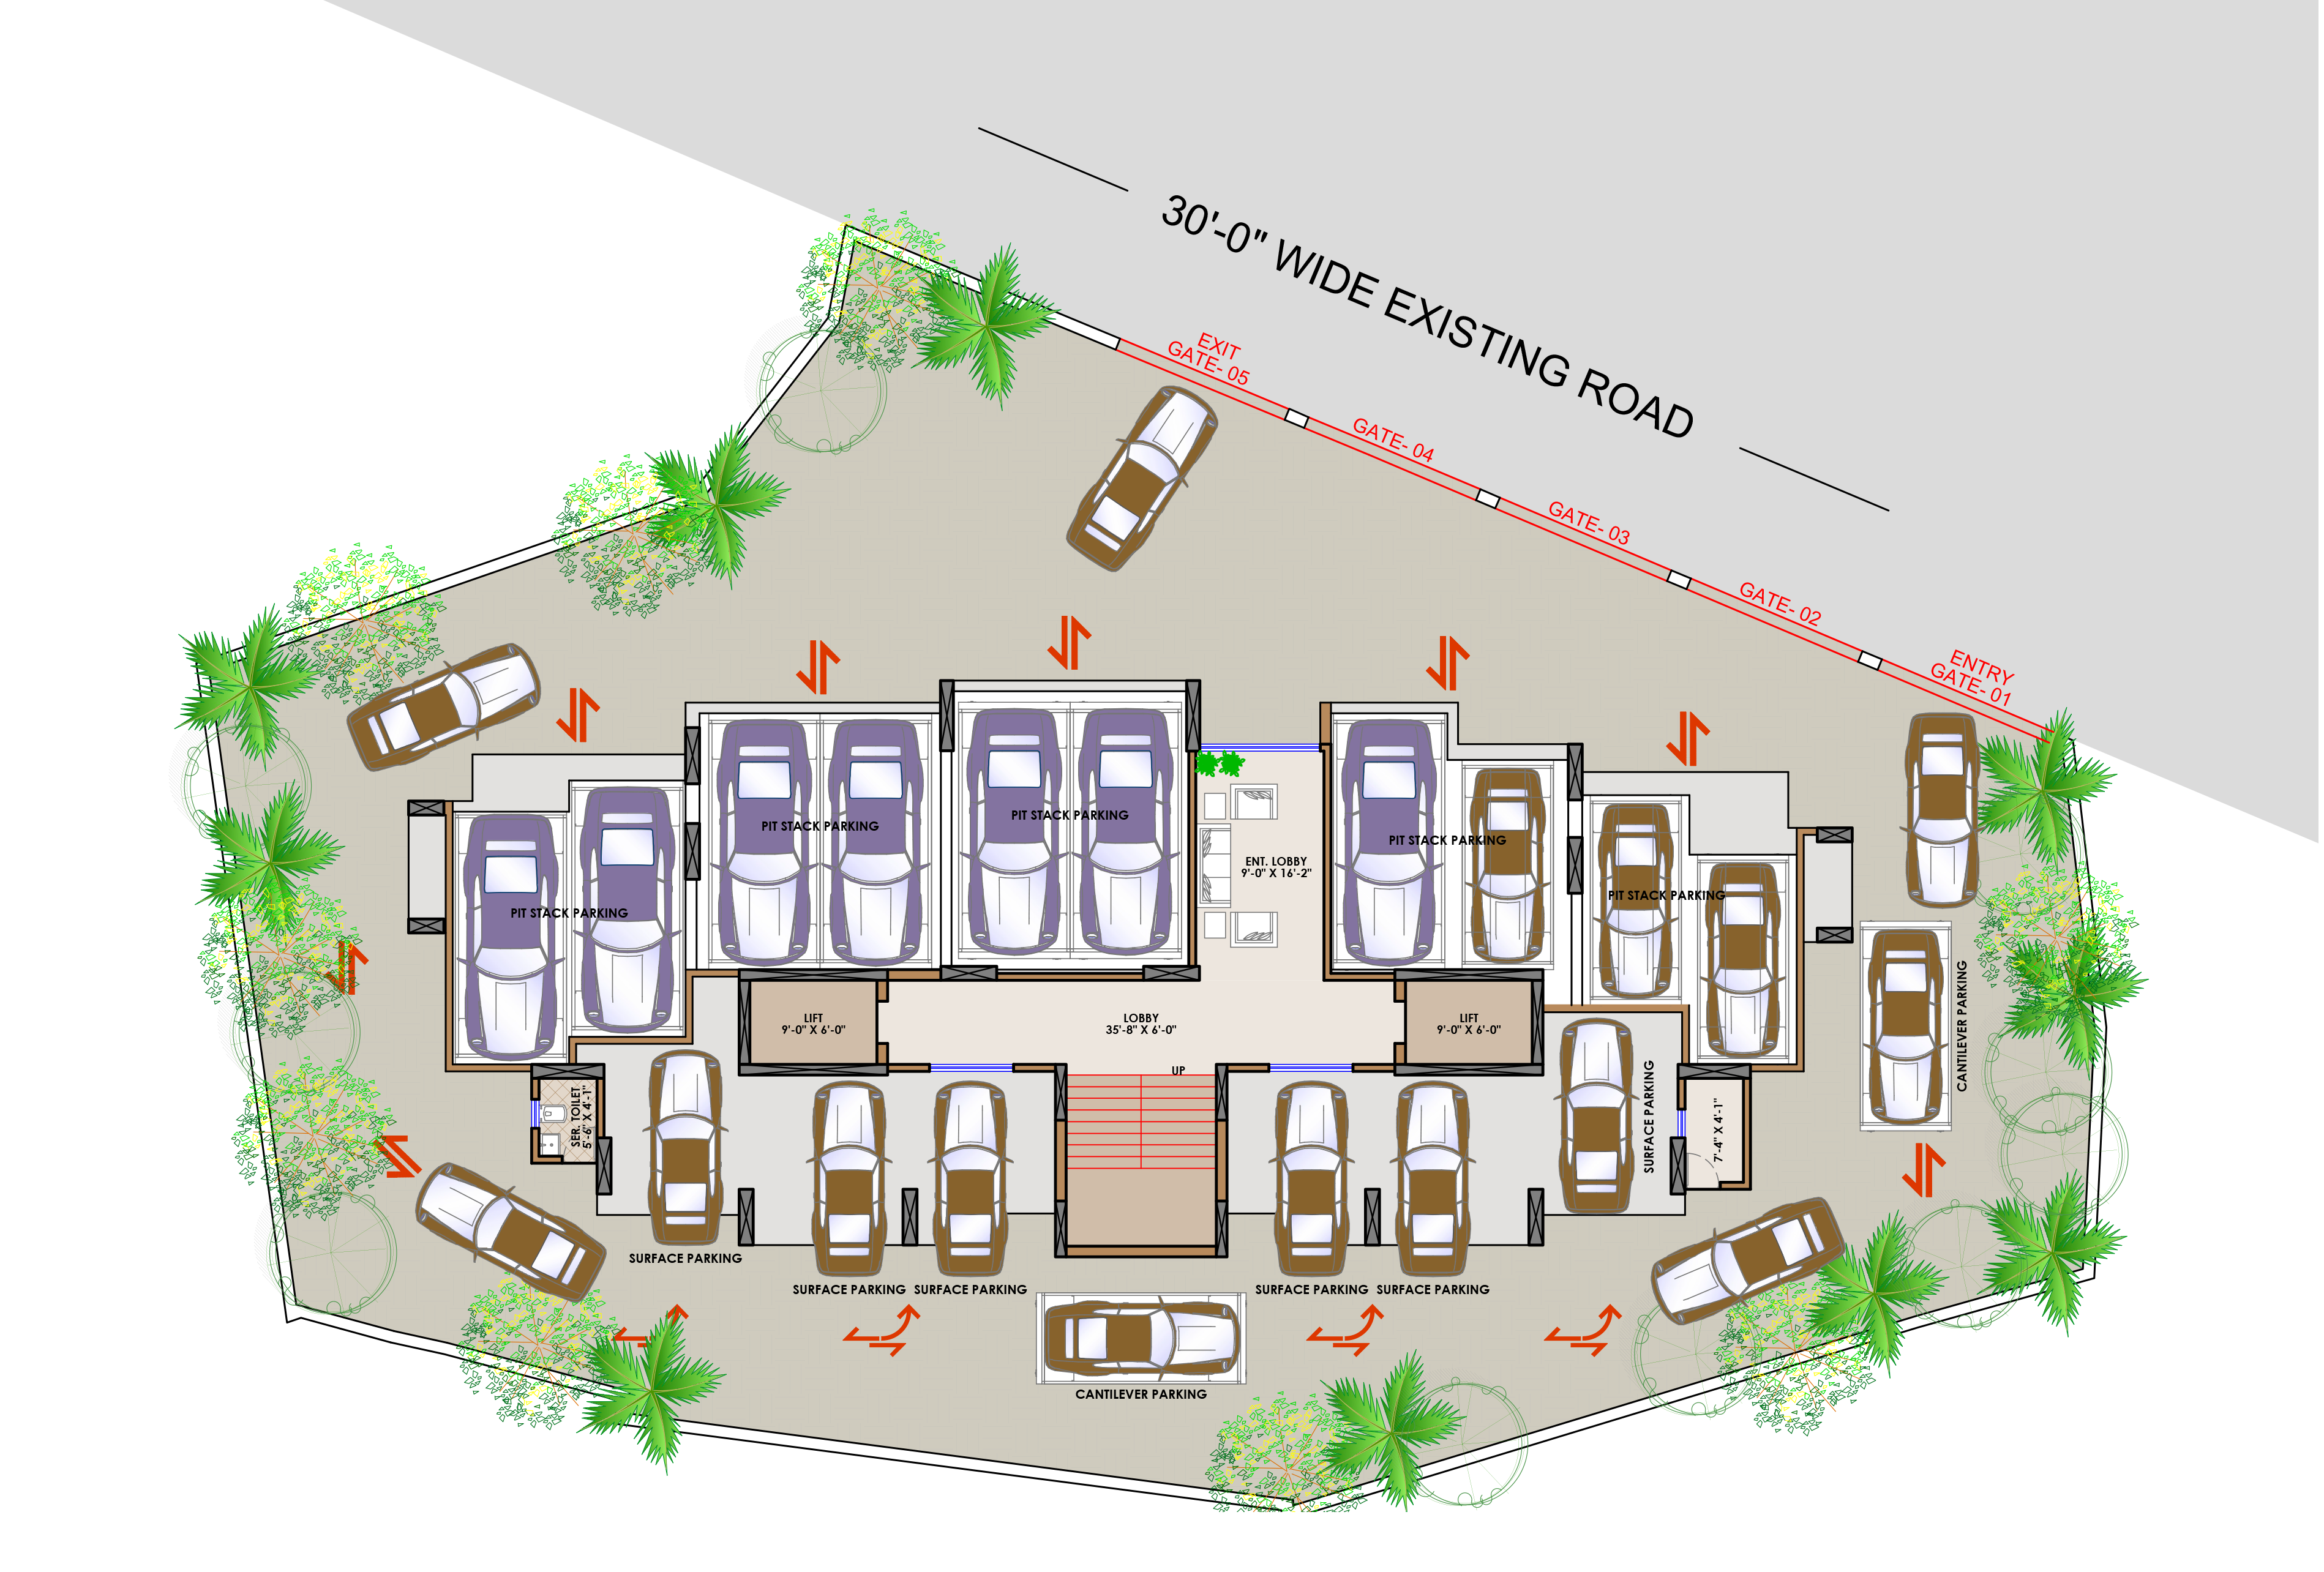 30'-0" WIDE EXISTING ROAD
EXIT
GATE- 05
GATE- 04
GATE- 03
GATE- 02
ENTRY
GATE- 01
PIT STACK PARKING
PIT STACK PARKING
PIT STACK PARKING
PIT STACK PARKING
PIT STACK PARKING
ENT. LOBBY
9'-0" X 16'-2"
LIFT
9'-0" X 6'-0"
LOBBY
35'-8" X 6'-0"
LIFT
9'-0" X 6'-0"
UP
CANTILEVER PARKING
SER. TOILET
5'-6" X 4'-1"
SURFACE PARKING
7'-4" X 4'-1"
SURFACE PARKING
SURFACE PARKING
SURFACE PARKING
SURFACE PARKING
SURFACE PARKING
CANTILEVER PARKING